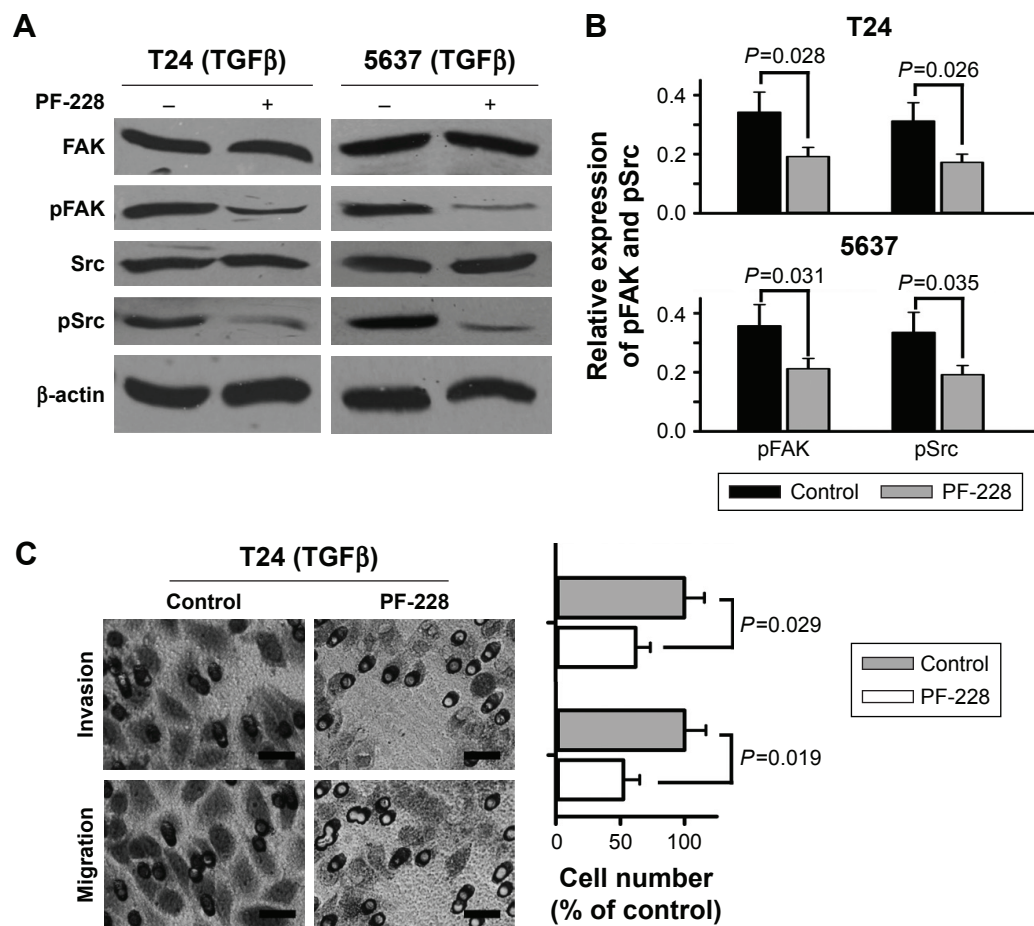 A
T24 (TGFβ)
5637 (TGFβ)
PF-228
– + – +
FAK
pFAK
Src
pSrc
β-actin
B
T24
P=0.028
P=0.026
0.4
0.2
0.0
5637
P=0.031
P=0.035
0.4
0.2
0.0
Relative expression
of pFAK and pSrc
pFAK
pSrc
Control
PF-228
C
T24 (TGFβ)
Control
PF-228
Invasion
Migration
P=0.029
P=0.019
0
50
100
Cell number
(% of control)
Control
PF-228